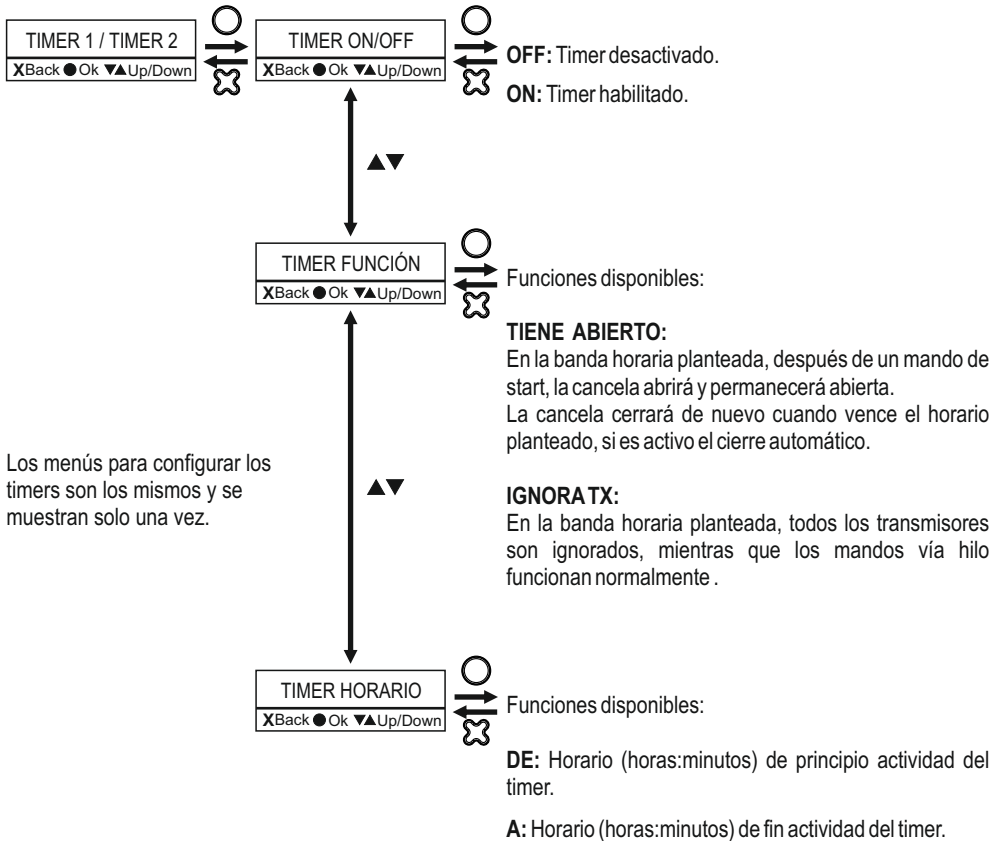 TIMER 1 / TIMER 2
XBack ●Ok ▼▲Up/Down
TIMER ON/OFF
XBack ●Ok ▼▲Up/Down
OFF: Timer desactivado.
ON: Timer habilitado.
▲▼
TIMER FUNCIÓN
XBack ●Ok ▼▲Up/Down
Funciones disponibles:
TIENE ABIERTO:
En la banda horaria planteada, después de un mando de
start, la cancela abrirá y permanecerá abierta.
La cancela cerrará de nuevo cuando vence el horario
planteado, si es activo el cierre automático.
Los menús para configurar los
timers son los mismos y se
muestran solo una vez.
▲▼
IGNORA TX:
En la banda horaria planteada, todos los transmisores
son ignorados, mientras que los mandos vía hilo
funcionan normalmente .
TIMER HORARIO
XBack ●Ok ▼▲Up/Down
Funciones disponibles:
DE: Horario (horas:minutos) de principio actividad del
timer.
A: Horario (horas:minutos) de fin actividad del timer.